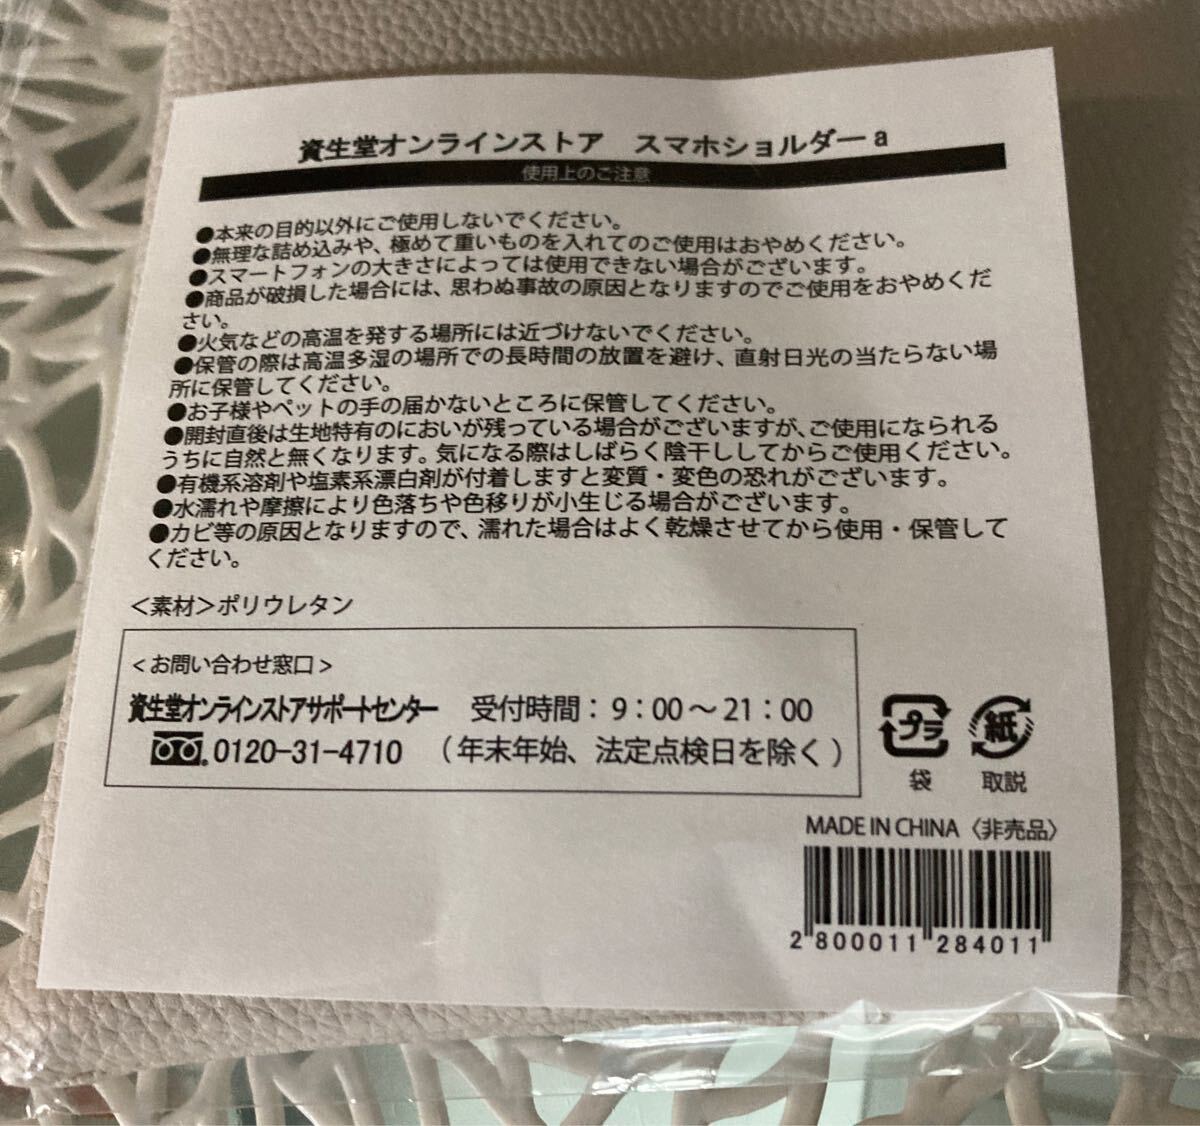 資生堂オンラインストア　スマホショルダーa
使用上のご注意
●本来の目的以外にご使用しないでください。
●無理な詰め込みや、極めて重いものを入れてのご使用はおやめください。
●スマートフォンの大きさによっては使用できない場合がございます。
●商品が破損した場合には、思わぬ事故の原因となりますのでご使用をおやめくだ
さい。
●火気などの高温を発する場所には近づけないでください。
●保管の際は高温多湿の場所での長時間の放置を避け、直射日光の当たらない場
所に保管してください。
●お子様やペットの手の届かないところに保管してください。
●開封直後は生地特有のにおいが残っている場合がございますが、ご使用になられる
うちに自然と無くなります。気になる際はしばらく陰干ししてからご使用ください。
●有機系溶剤や塩素系漂白剤が付着しますと変質・変色の恐れがございます。
●水濡れや摩擦により色落ちや色移りが小生じる場合がございます。
●カビ等の原因となりますので、濡れた場合はよく乾燥させてから使用・保管して
ください。
＜素材＞ポリウレタン
＜お問い合わせ窓口＞
資生堂オンラインストアサポートセンター　受付時間：9：00～21：00
0120-31-4710　（年末年始、法定点検日を除く）
プラ　紙
袋　取説
MADE IN CHINA〈非売品〉
2 800011 284011